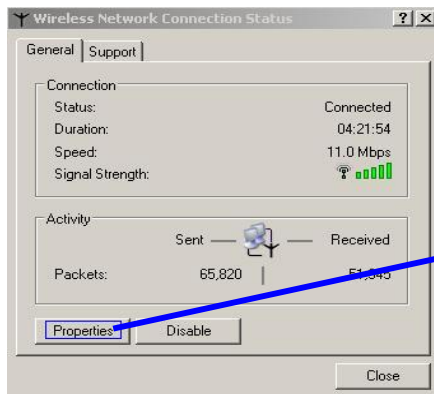 Wireless Network Connection Status
General Support
Connection
Status: Connected
Duration: 04:21:54
Speed: 11.0 Mbps
Signal Strength:
Activity
Sent — Received
Packets: 65,820
Properties Disable
Close